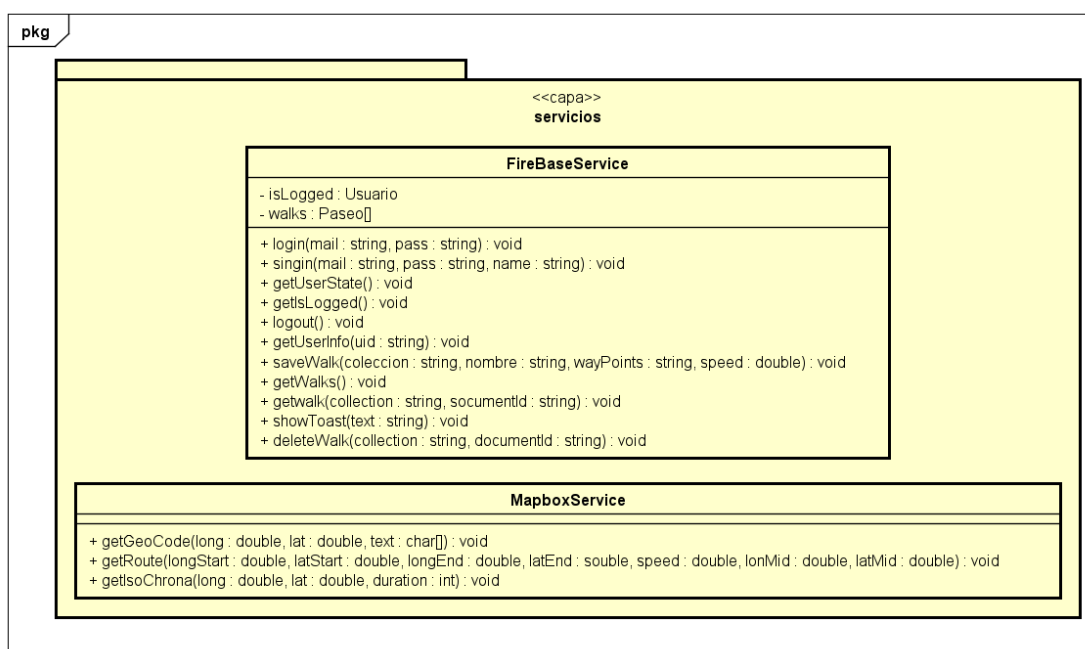 pkg
<<capa>>
servicios
FireBaseService
- isLogged : Usuario
- walks : Paseo[]
+ login(mail : string, pass : string) : void
+ singin(mail : string, pass : string, name : string) : void
+ getUserState() : void
+ getIsLogged() : void
+ logout() : void
+ getUserInfo(uid : string) : void
+ saveWalk(coleccion : string, nombre : string, wayPoints : string, speed : double) : void
+ getWalks() : void
+ getwalk(collection : string, socumentId : string) : void
+ showToast(text : string) : void
+ deleteWalk(collection : string, documentId : string) : void
MapboxService
+ getGeoCode(long : double, lat : double, text : char[]) : void
+ getRoute(longStart : double, latStart : double, longEnd : double, latEnd : souble, speed : double, lonMid : double, latMid : double) : void
+ getIsoChrona(long : double, lat : double, duration : int) : void